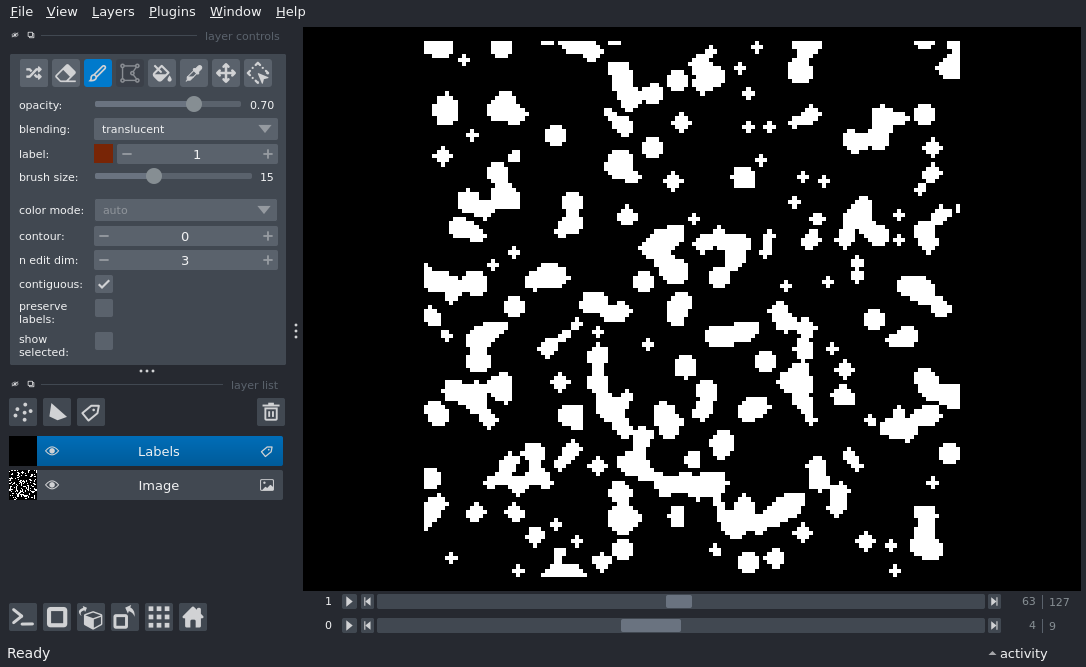 File View Layers Plugins Window Help
layer controls
opacity: 0.70
blending: translucent
label: 1
brush size: 15
color mode: auto
contour: 0
n edit dim: 3
contiguous:
preserve
labels:
show
selected:
layer list
Labels
Image
1 63 127
0 4 9
Ready activity